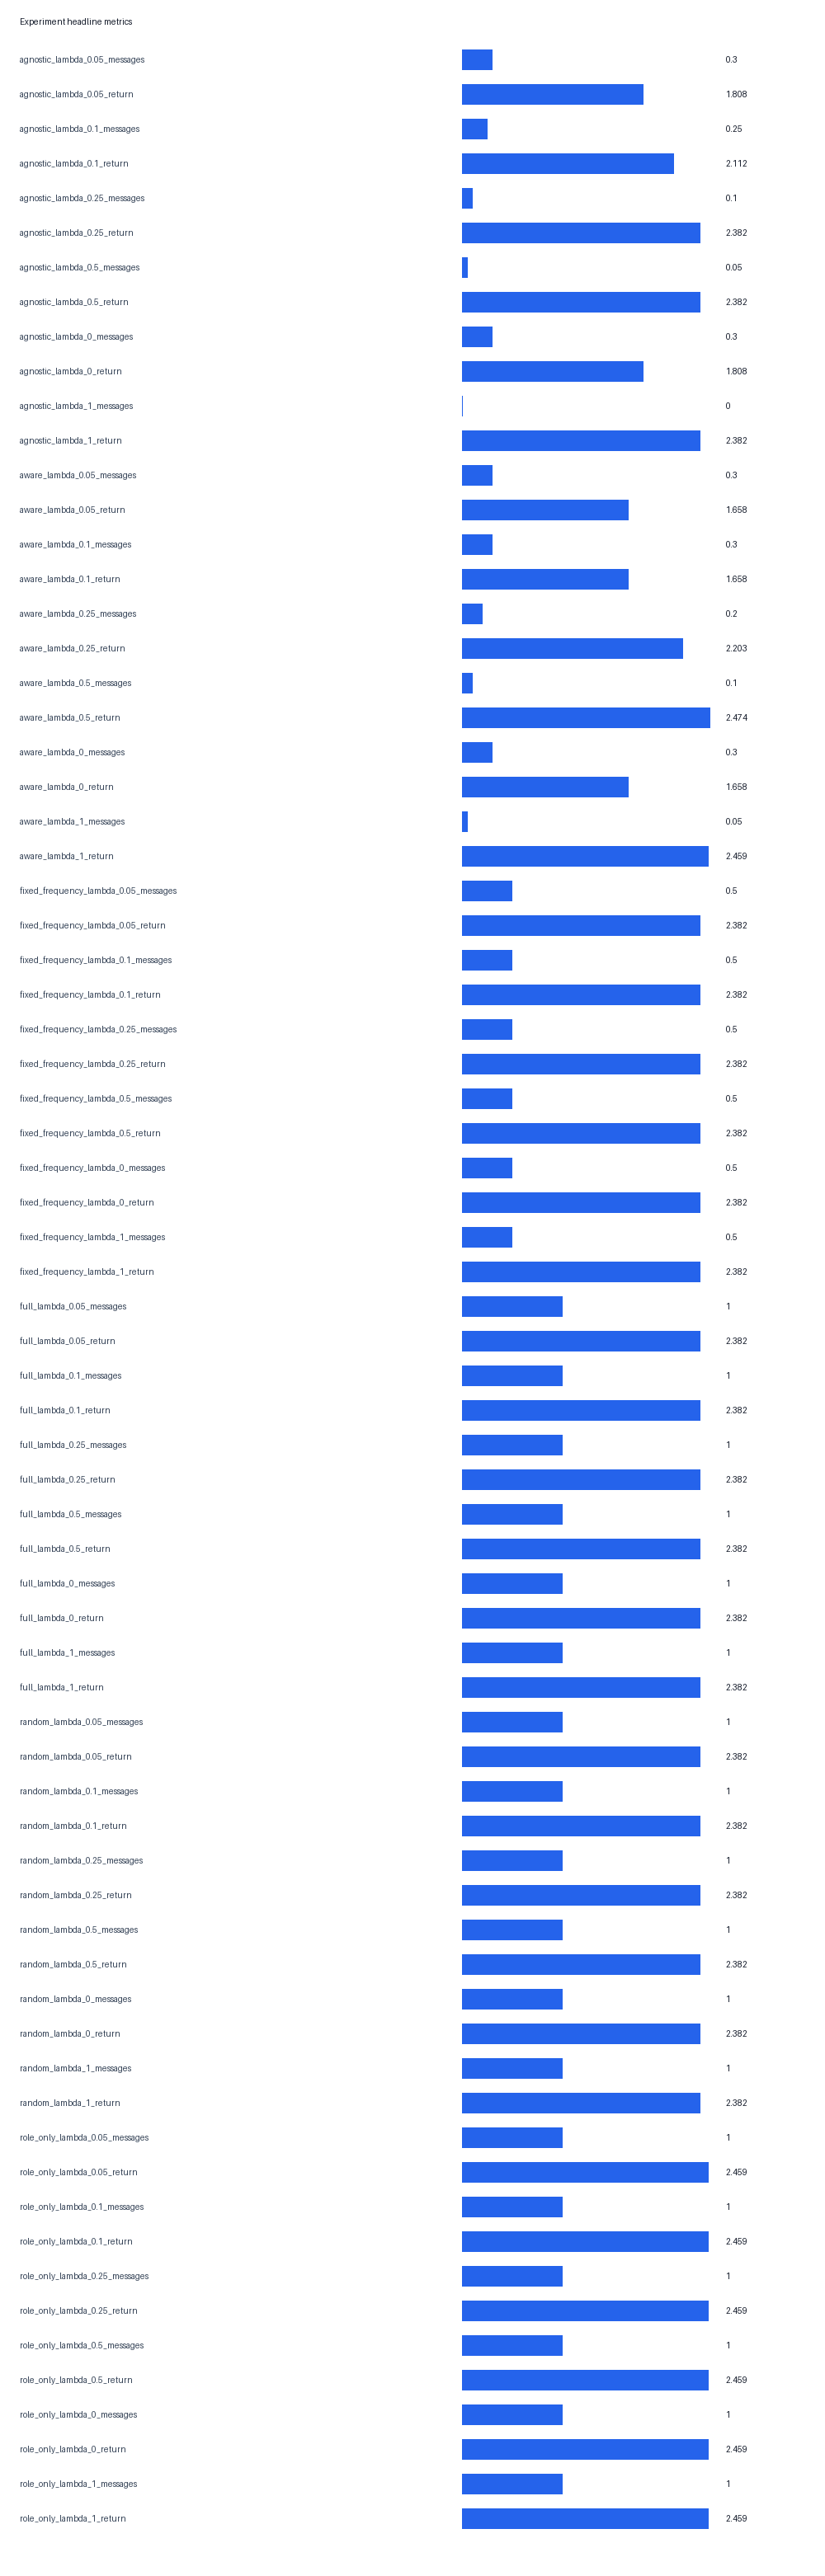 Experiment headline metrics
agnostic_lambda_0.05_messages 0.3
agnostic_lambda_0.05_return 1.808
agnostic_lambda_0.1_messages 0.25
agnostic_lambda_0.1_return 2.112
agnostic_lambda_0.25_messages 0.1
agnostic_lambda_0.25_return 2.382
agnostic_lambda_0.5_messages 0.05
agnostic_lambda_0.5_return 2.382
agnostic_lambda_0_messages 0.3
agnostic_lambda_0_return 1.808
agnostic_lambda_1_messages 0
agnostic_lambda_1_return 2.382
aware_lambda_0.05_messages 0.3
aware_lambda_0.05_return 1.658
aware_lambda_0.1_messages 0.3
aware_lambda_0.1_return 1.658
aware_lambda_0.25_messages 0.2
aware_lambda_0.25_return 2.203
aware_lambda_0.5_messages 0.1
aware_lambda_0.5_return 2.474
aware_lambda_0_messages 0.3
aware_lambda_0_return 1.658
aware_lambda_1_messages 0.05
aware_lambda_1_return 2.459
fixed_frequency_lambda_0.05_messages 0.5
fixed_frequency_lambda_0.05_return 2.382
fixed_frequency_lambda_0.1_messages 0.5
fixed_frequency_lambda_0.1_return 2.382
fixed_frequency_lambda_0.25_messages 0.5
fixed_frequency_lambda_0.25_return 2.382
fixed_frequency_lambda_0.5_messages 0.5
fixed_frequency_lambda_0.5_return 2.382
fixed_frequency_lambda_0_messages 0.5
fixed_frequency_lambda_0_return 2.382
fixed_frequency_lambda_1_messages 0.5
fixed_frequency_lambda_1_return 2.382
full_lambda_0.05_messages 1
full_lambda_0.05_return 2.382
full_lambda_0.1_messages 1
full_lambda_0.1_return 2.382
full_lambda_0.25_messages 1
full_lambda_0.25_return 2.382
full_lambda_0.5_messages 1
full_lambda_0.5_return 2.382
full_lambda_0_messages 1
full_lambda_0_return 2.382
full_lambda_1_messages 1
full_lambda_1_return 2.382
random_lambda_0.05_messages 1
random_lambda_0.05_return 2.382
random_lambda_0.1_messages 1
random_lambda_0.1_return 2.382
random_lambda_0.25_messages 1
random_lambda_0.25_return 2.382
random_lambda_0.5_messages 1
random_lambda_0.5_return 2.382
random_lambda_0_messages 1
random_lambda_0_return 2.382
random_lambda_1_messages 1
random_lambda_1_return 2.382
role_only_lambda_0.05_messages 1
role_only_lambda_0.05_return 2.459
role_only_lambda_0.1_messages 1
role_only_lambda_0.1_return 2.459
role_only_lambda_0.25_messages 1
role_only_lambda_0.25_return 2.459
role_only_lambda_0.5_messages 1
role_only_lambda_0.5_return 2.459
role_only_lambda_0_messages 1
role_only_lambda_0_return 2.459
role_only_lambda_1_messages 1
role_only_lambda_1_return 2.459